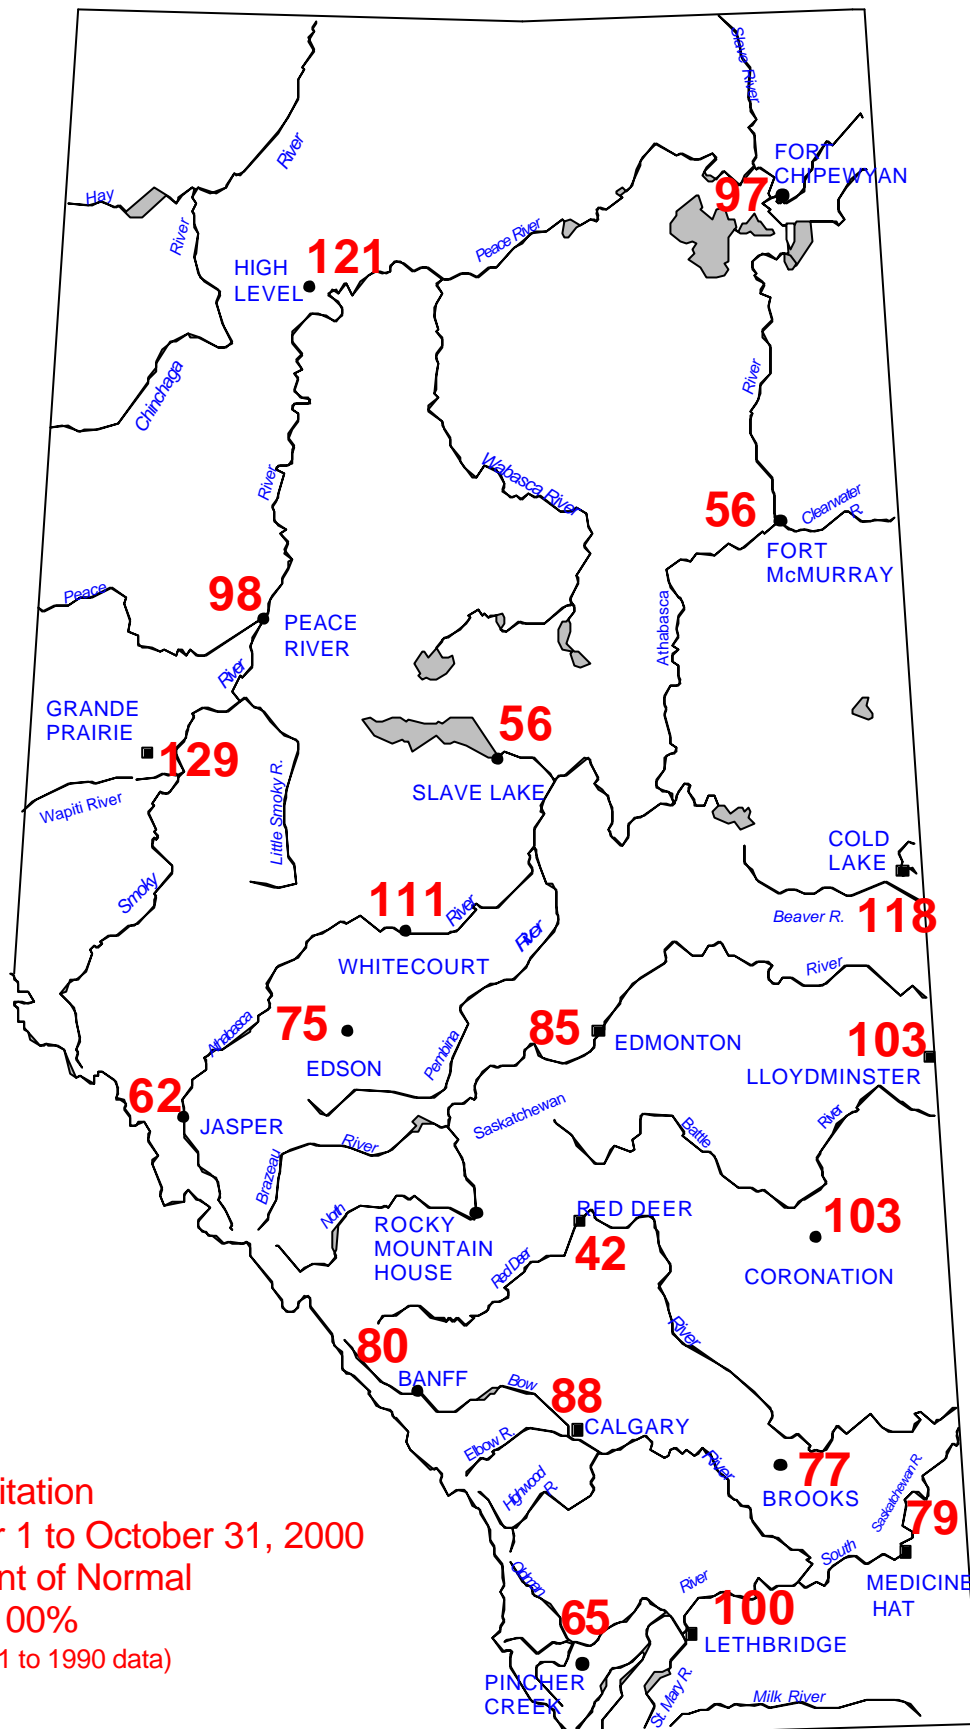 Slave River
FORT
CHIPEWYAN
97
Hay
River
River
Peace River
121
HIGH
LEVEL
Chinchaga
River
River
Wabasca River
56
Clearwater
R.
FORT
McMURRAY
Peace
98
PEACE
RIVER
River
Athabasca
GRANDE
PRAIRIE
129
56
SLAVE LAKE
Wapiti River
Little Smoky R.
COLD
LAKE
Smoky
111
River
River
Beaver R.
118
WHITECOURT
River
Athabasca
75
EDSON
Pembina
85
EDMONTON
103
LLOYDMINSTER
62
JASPER
Saskatchewan
Battle
River
Brazeau
River
North
ROCKY
MOUNTAIN
HOUSE
RED DEER
42
Red Deer
103
CORONATION
River
80
BANFF
Bow
88
CALGARY
Elbow R.
Highwood
R.
River
77
BROOKS
Saskatchewan R.
79
South
MEDICINE
HAT
Oldman
River
65
100
LETHBRIDGE
PINCHER
CREEK
St. Mary R.
Milk River
itation
r 1 to October 31, 2000
nt of Normal
00%
1 to 1990 data)